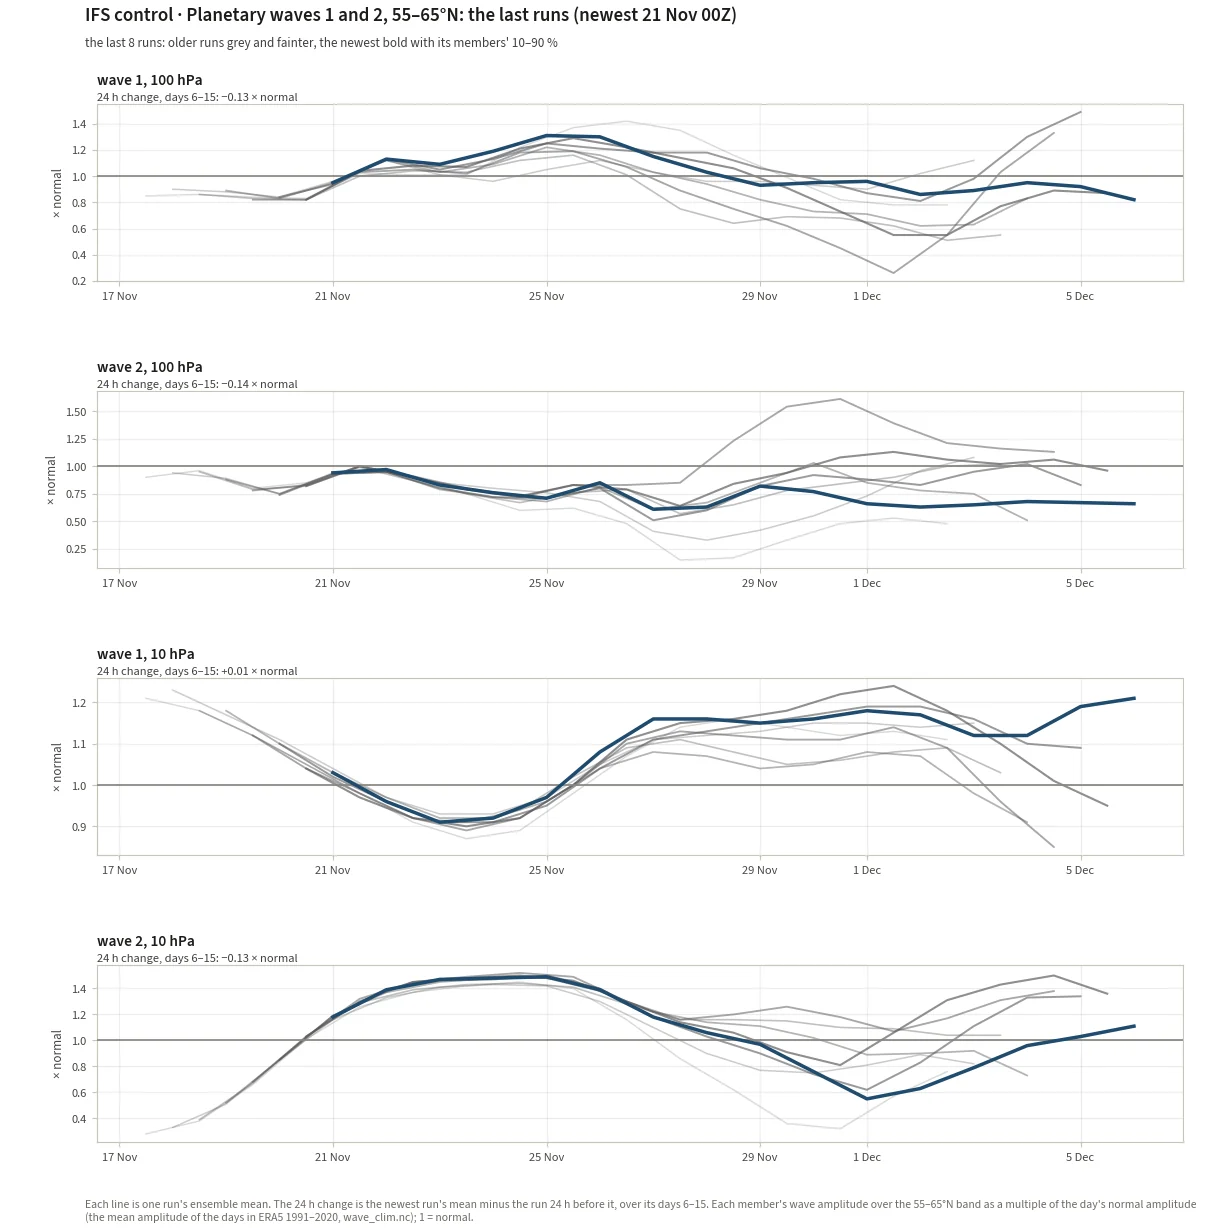 IFS control · Planetary waves 1 and 2, 55–65°N: the last runs (newest 21 Nov 00Z)
the last 8 runs: older runs grey and fainter, the newest bold with its members' 10–90 %
wave 1, 100 hPa
24 h change, days 6–15: −0.13 × normal
1.4
1.2
1.0
0.8
0.6
0.4
0.2
× normal
17 Nov
21 Nov
25 Nov
29 Nov
1 Dec
5 Dec
wave 2, 100 hPa
24 h change, days 6–15: −0.14 × normal
1.50
1.25
1.00
0.75
0.50
0.25
× normal
17 Nov
21 Nov
25 Nov
29 Nov
1 Dec
5 Dec
wave 1, 10 hPa
24 h change, days 6–15: +0.01 × normal
1.2
1.1
1.0
0.9
× normal
17 Nov
21 Nov
25 Nov
29 Nov
1 Dec
5 Dec
wave 2, 10 hPa
24 h change, days 6–15: −0.13 × normal
1.4
1.2
1.0
0.8
0.6
0.4
× normal
17 Nov
21 Nov
25 Nov
29 Nov
1 Dec
5 Dec
Each line is one run's ensemble mean. The 24 h change is the newest run's mean minus the run 24 h before it, over its days 6–15. Each member's wave amplitude over the 55–65°N band as a multiple of the day's normal amplitude
(the mean amplitude of the days in ERA5 1991–2020, wave_clim.nc); 1 = normal.